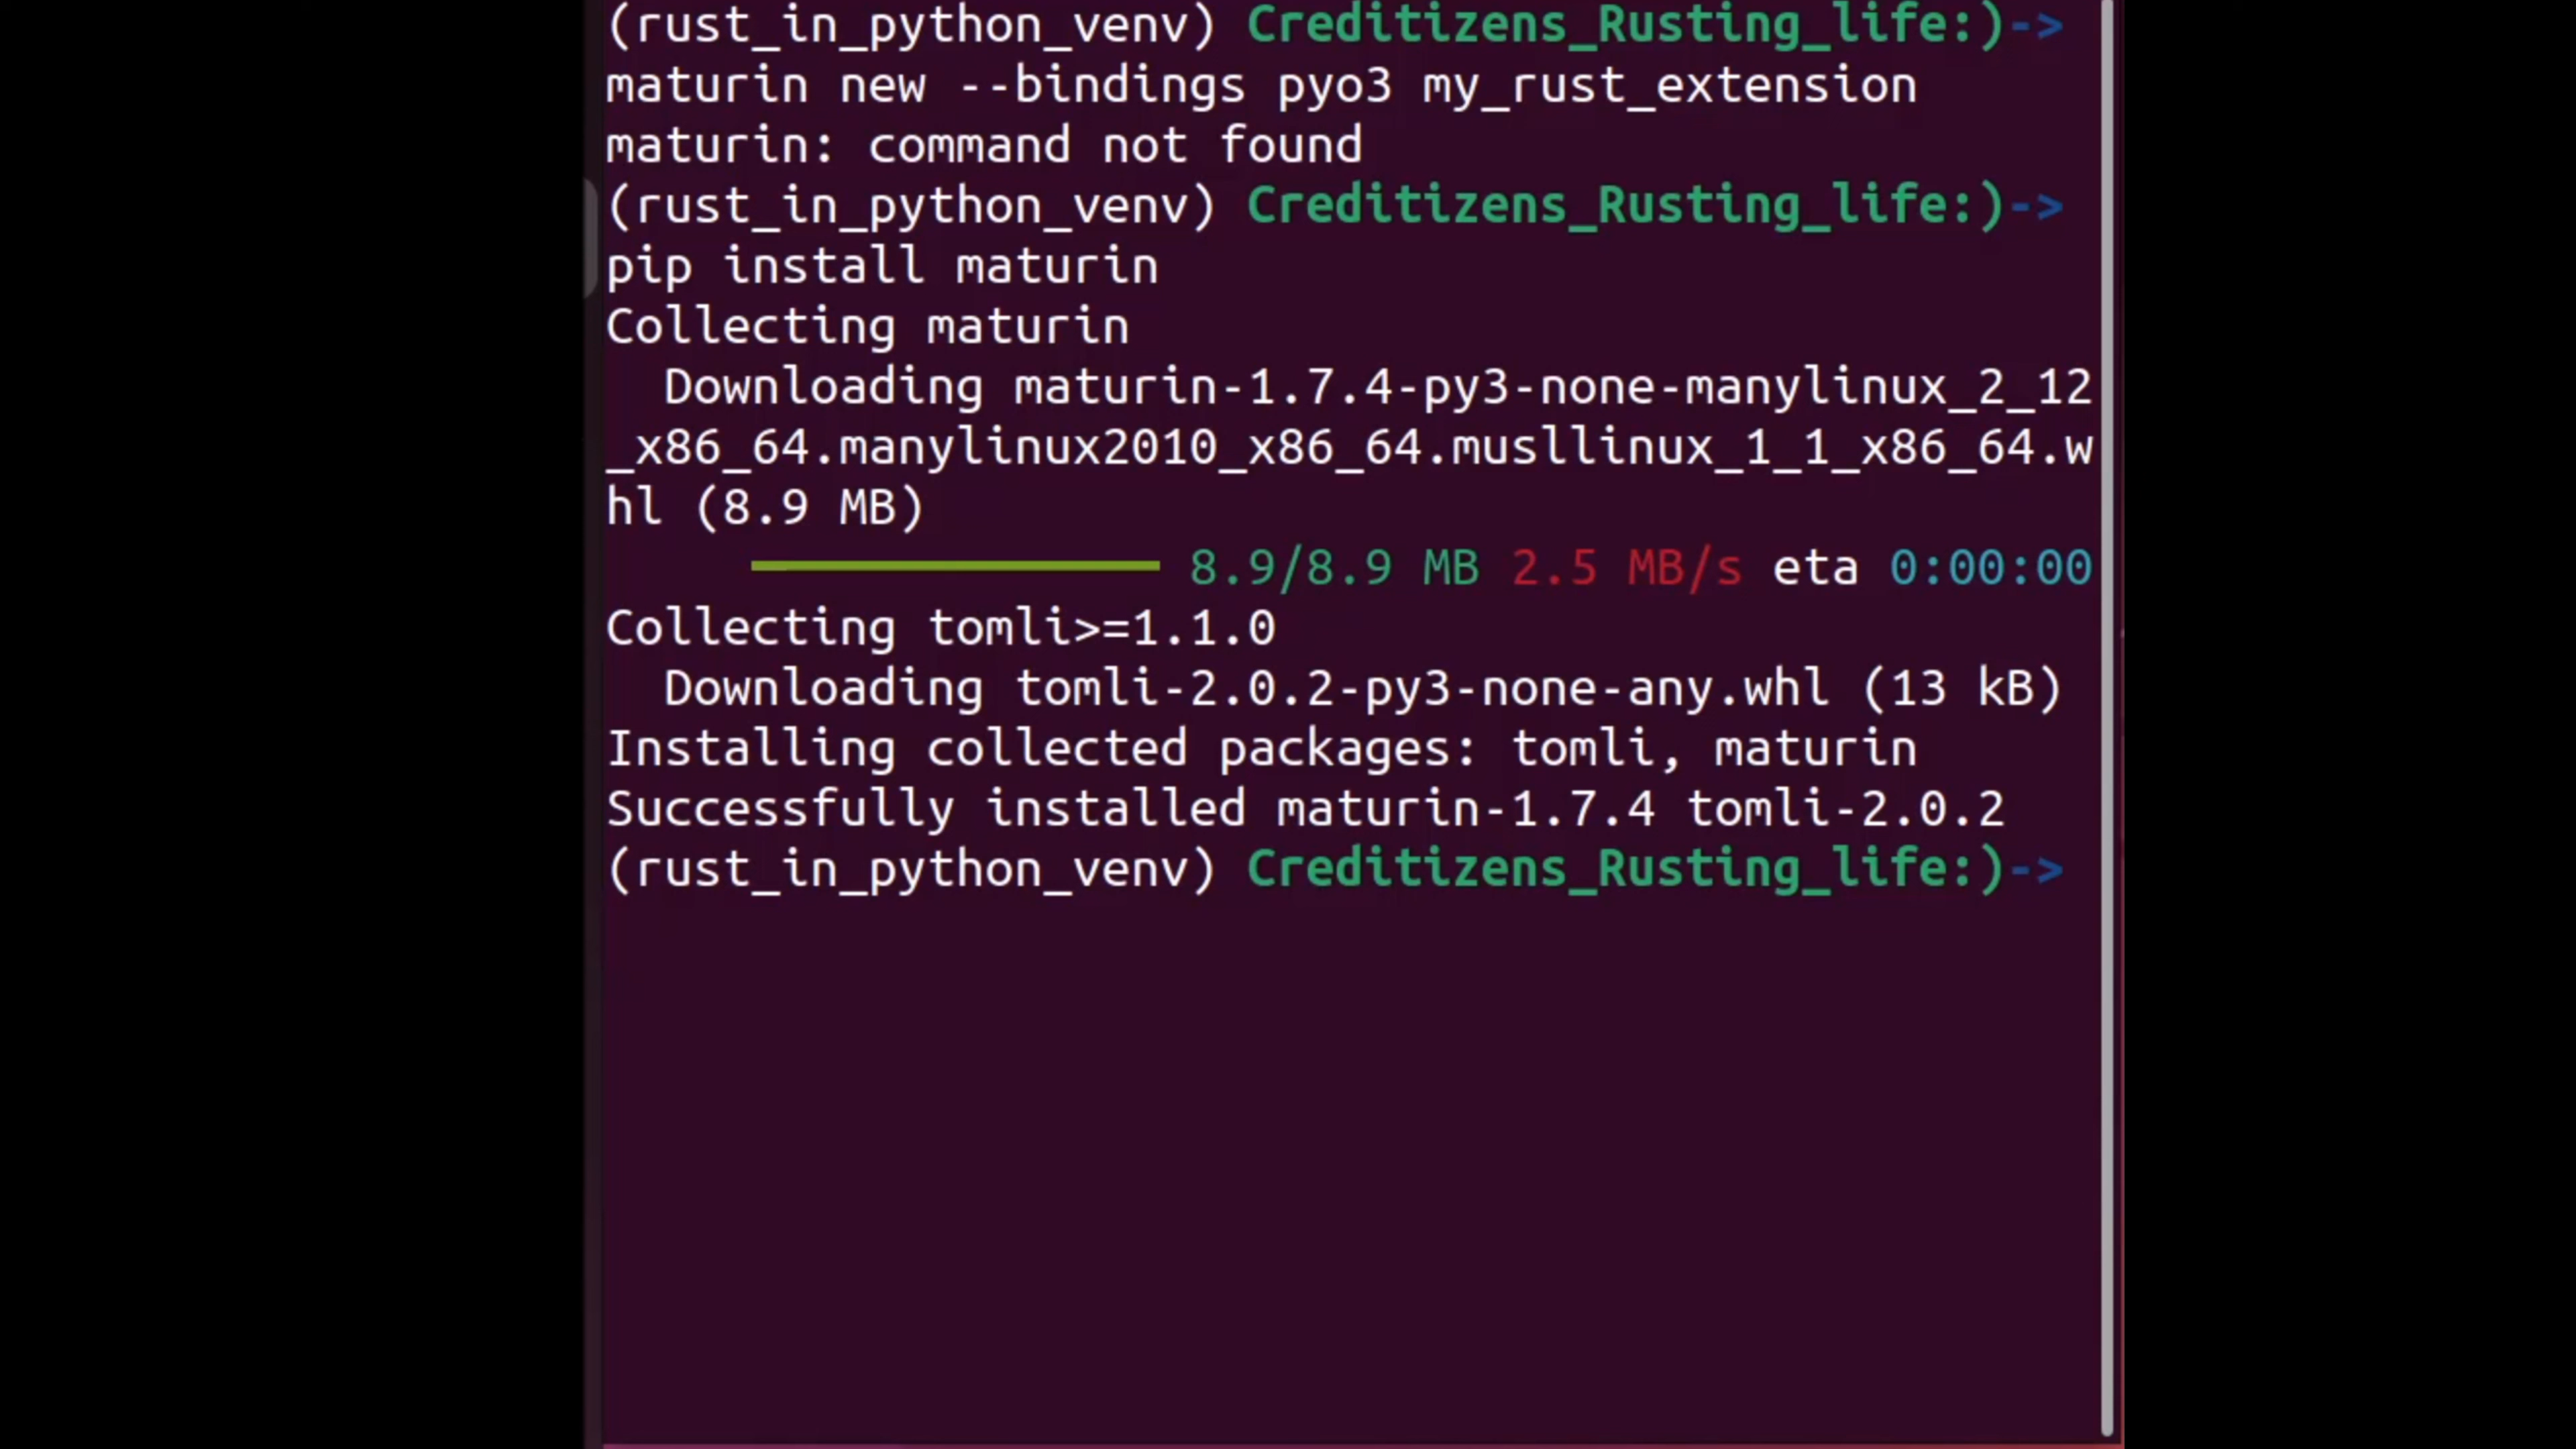 (rust_in_python_venv) Creditizens_Rusting_life:)->
maturin new --bindings pyo3 my_rust_extension
maturin: command not found
(rust_in_python_venv) Creditizens_Rusting_life:)->
pip install maturin
Collecting maturin
  Downloading maturin-1.7.4-py3-none-manylinux_2_12
_x86_64.manylinux2010_x86_64.musllinux_1_1_x86_64.w
hl (8.9 MB)
8.9/8.9 MB 2.5 MB/s eta 0:00:00
Collecting tomli>=1.1.0
  Downloading tomli-2.0.2-py3-none-any.whl (13 kB)
Installing collected packages: tomli, maturin
Successfully installed maturin-1.7.4 tomli-2.0.2
(rust_in_python_venv) Creditizens_Rusting_life:)->